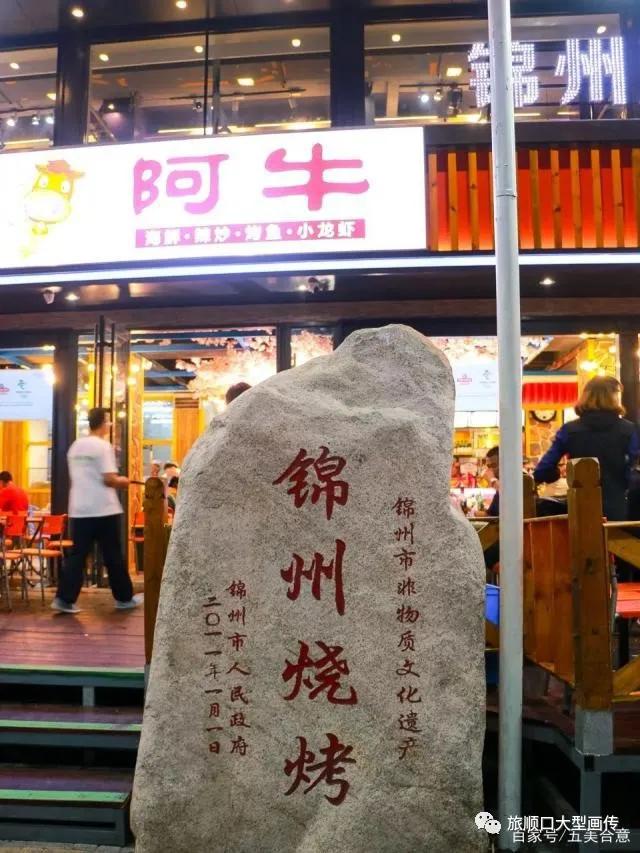 锦州
阿牛
海鲜·辣炒·烤鱼·小龙虾
锦州市非物质文化遗产
锦州烧烤
锦州市人民政府
二〇一一年一月一日
旅顺口大型画传
百家号/五美合意